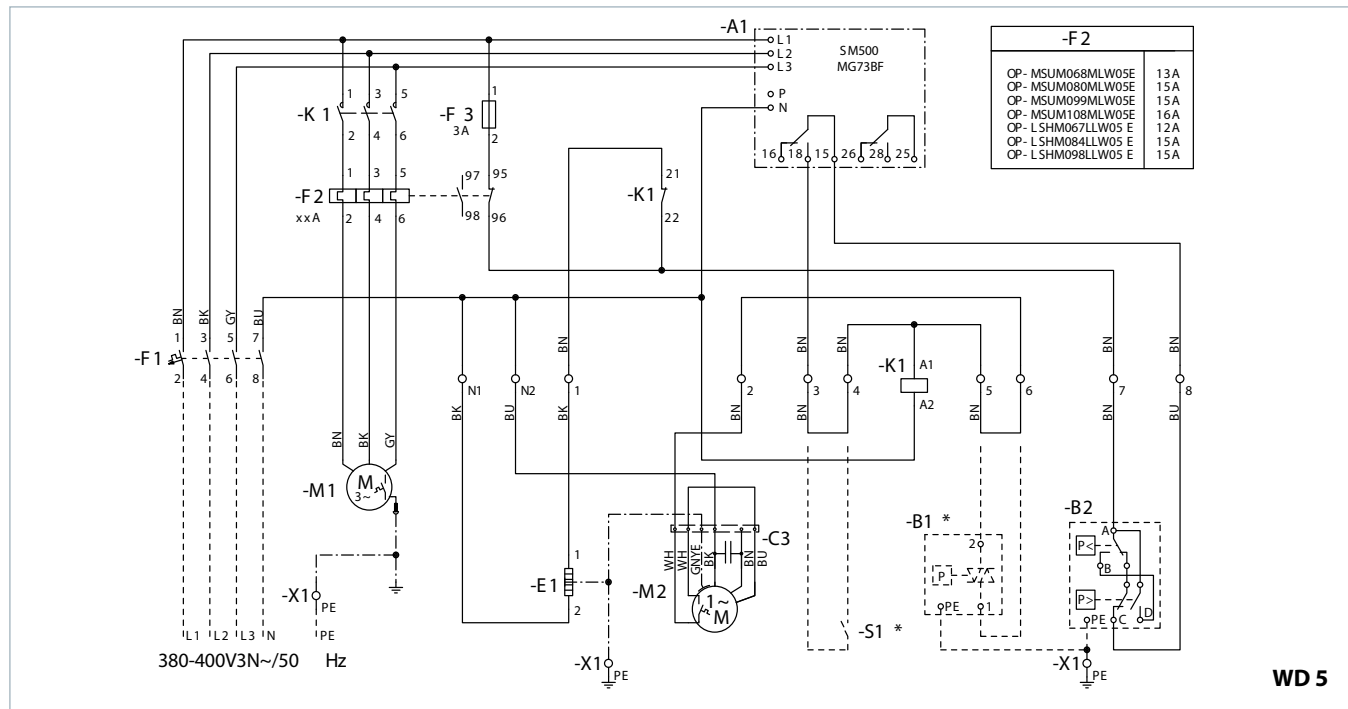 -A1
L1
L2
L3
SM500
MG73BF
P
N
16 18 15 26 28 25
-F2
OP- MSUM068MLW05E 13A
OP- MSUM080MLW05E 15A
OP- MSUM099MLW05E 15A
OP- MSUM108MLW05E 16A
OP- LSHM067LLW05 E 12A
OP- LSHM084LLW05 E 15A
OP- LSHM098LLW05 E 15A
1 3 5
-K 1
2 4 6
1
-F 3
3A
2
1 3 5
-F2
xxA
2 4 6
97 95
98 96
21
-K1
22
BN BK GY BU
1 3 5 7
-F1
2 4 6 8
BN BN BN BN BN BN
N1 N2 1 2 3 4
-K1
A1
A2
5 6 7 8
BK BU BK BN BN BN BN BU
BN BK GY
-M1
M
3~
-X1
PE
L1 L2 L3 N PE
380-400V3N~/50 Hz
1
-E1
2
-C3
WH WH GNYE BK BN BU
-M2
1~
M
-X1
PE
-S1 *
-B1 *
2
P
PE 1
-B2
A
P<
B
P>
D
PE C
-X1
PE
WD 5